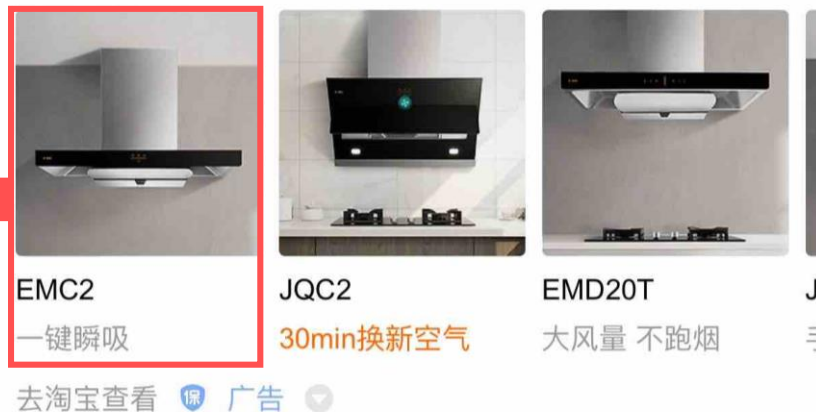 EMC2
JQC2
EMD20T
一键瞬吸
30min换新空气
大风量 不跑烟
去淘宝查看 保 广告